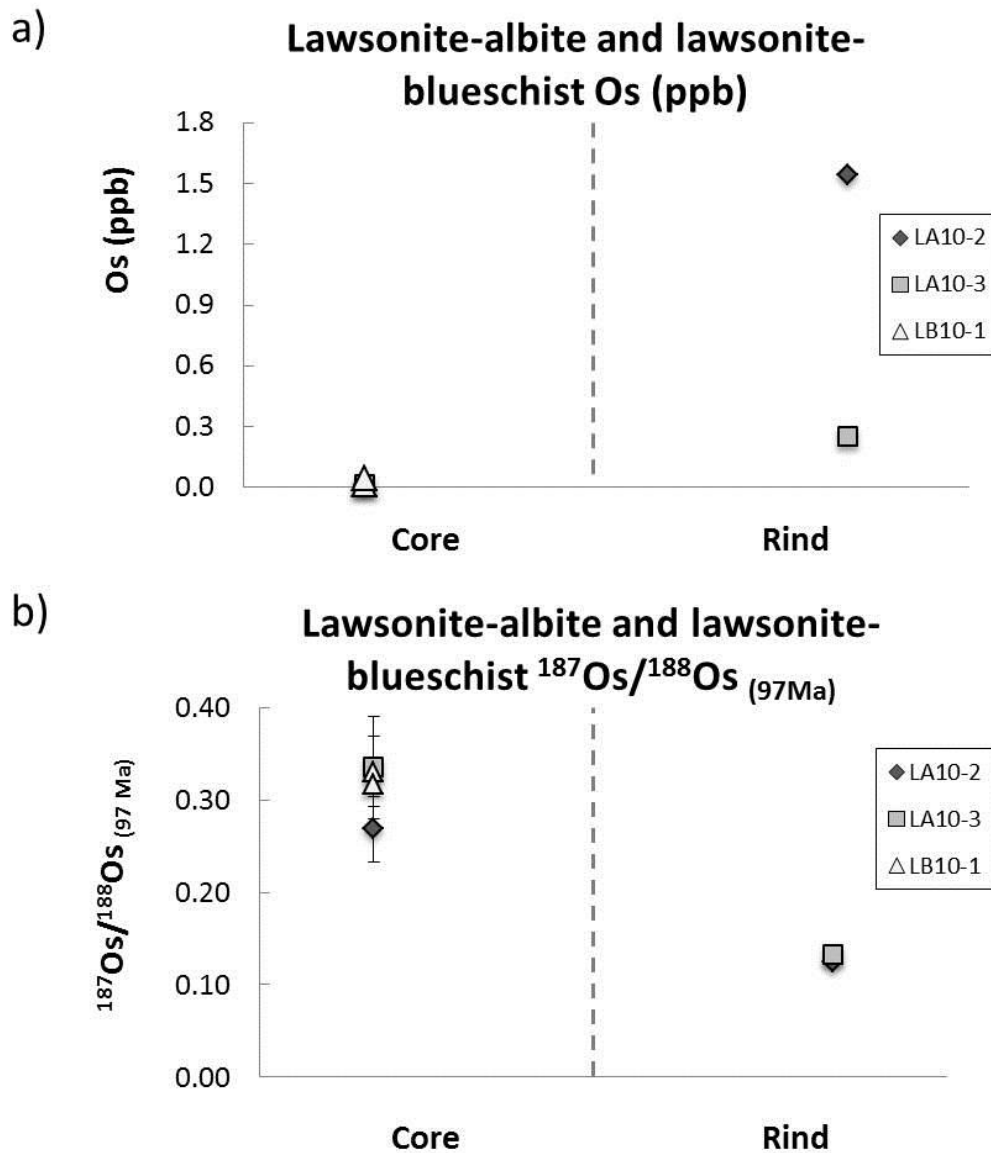 a)
Lawsonite-albite and lawsonite-
blueschist Os (ppb)
Os (ppb)
1.8
1.5
1.2
0.9
0.6
0.3
0.0
LA10-2
LA10-3
LB10-1
Core Rind
b)
Lawsonite-albite and lawsonite-
blueschist ¹⁸⁷Os/¹⁸⁸Os (97Ma)
¹⁸⁷Os/¹⁸⁸Os (97 Ma)
0.40
0.30
0.20
0.10
0.00
LA10-2
LA10-3
LB10-1
Core Rind